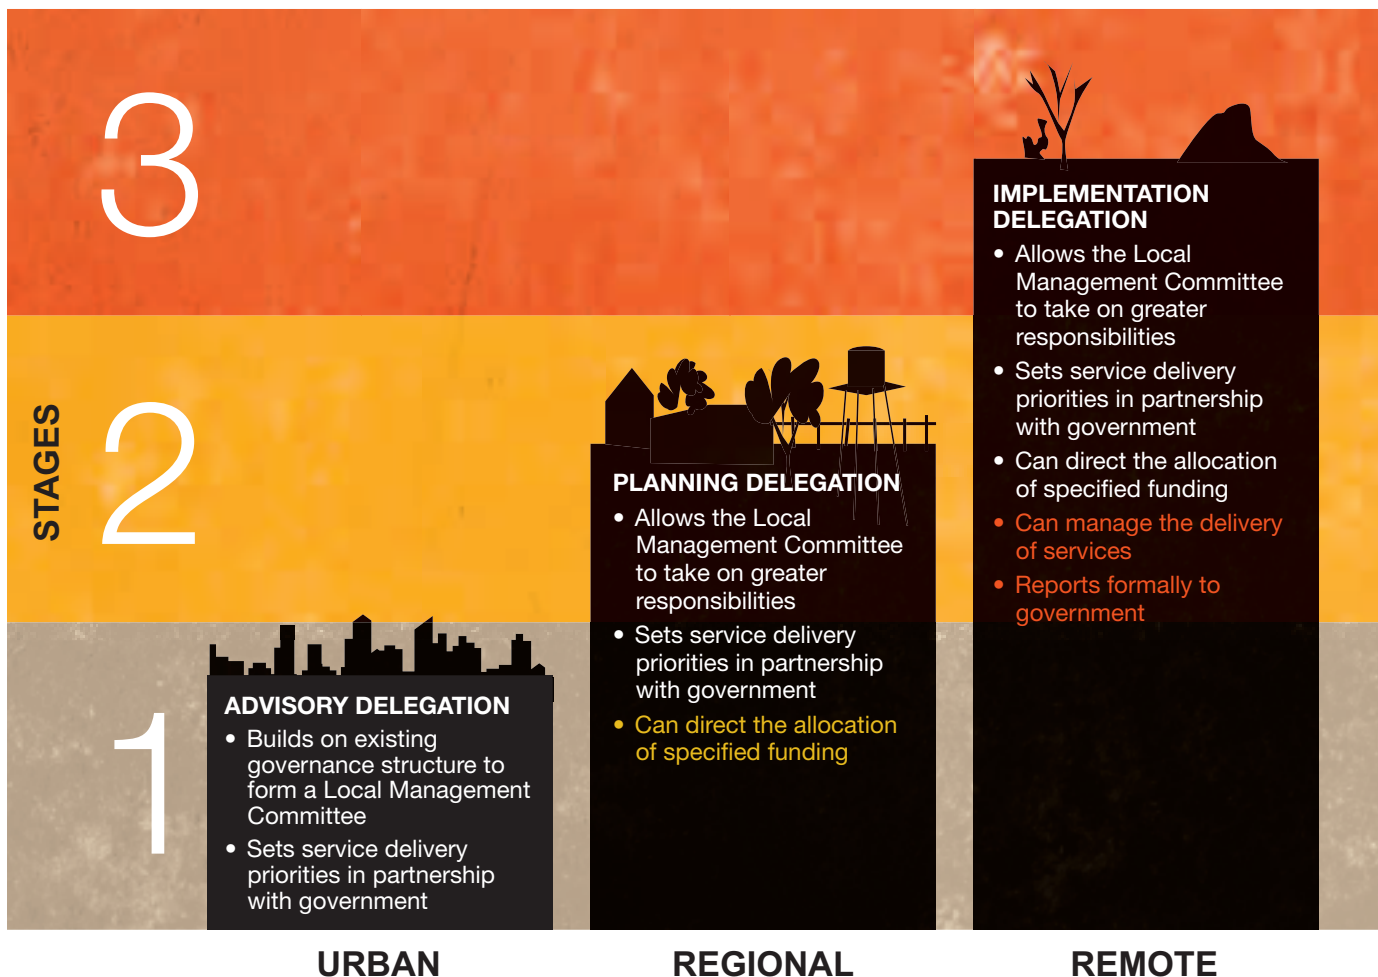 3
IMPLEMENTATION
DELEGATION
• Allows the Local
Management Committee
to take on greater
responsibilities
• Sets service delivery
priorities in partnership
with government
• Can direct the allocation
of specified funding
• Can manage the delivery
of services
• Reports formally to
government
STAGES
2
PLANNING DELEGATION
• Allows the Local
Management Committee
to take on greater
responsibilities
• Sets service delivery
priorities in partnership
with government
• Can direct the allocation
of specified funding
1
ADVISORY DELEGATION
• Builds on existing
governance structure to
form a Local Management
Committee
• Sets service delivery
priorities in partnership
with government
URBAN
REGIONAL
REMOTE